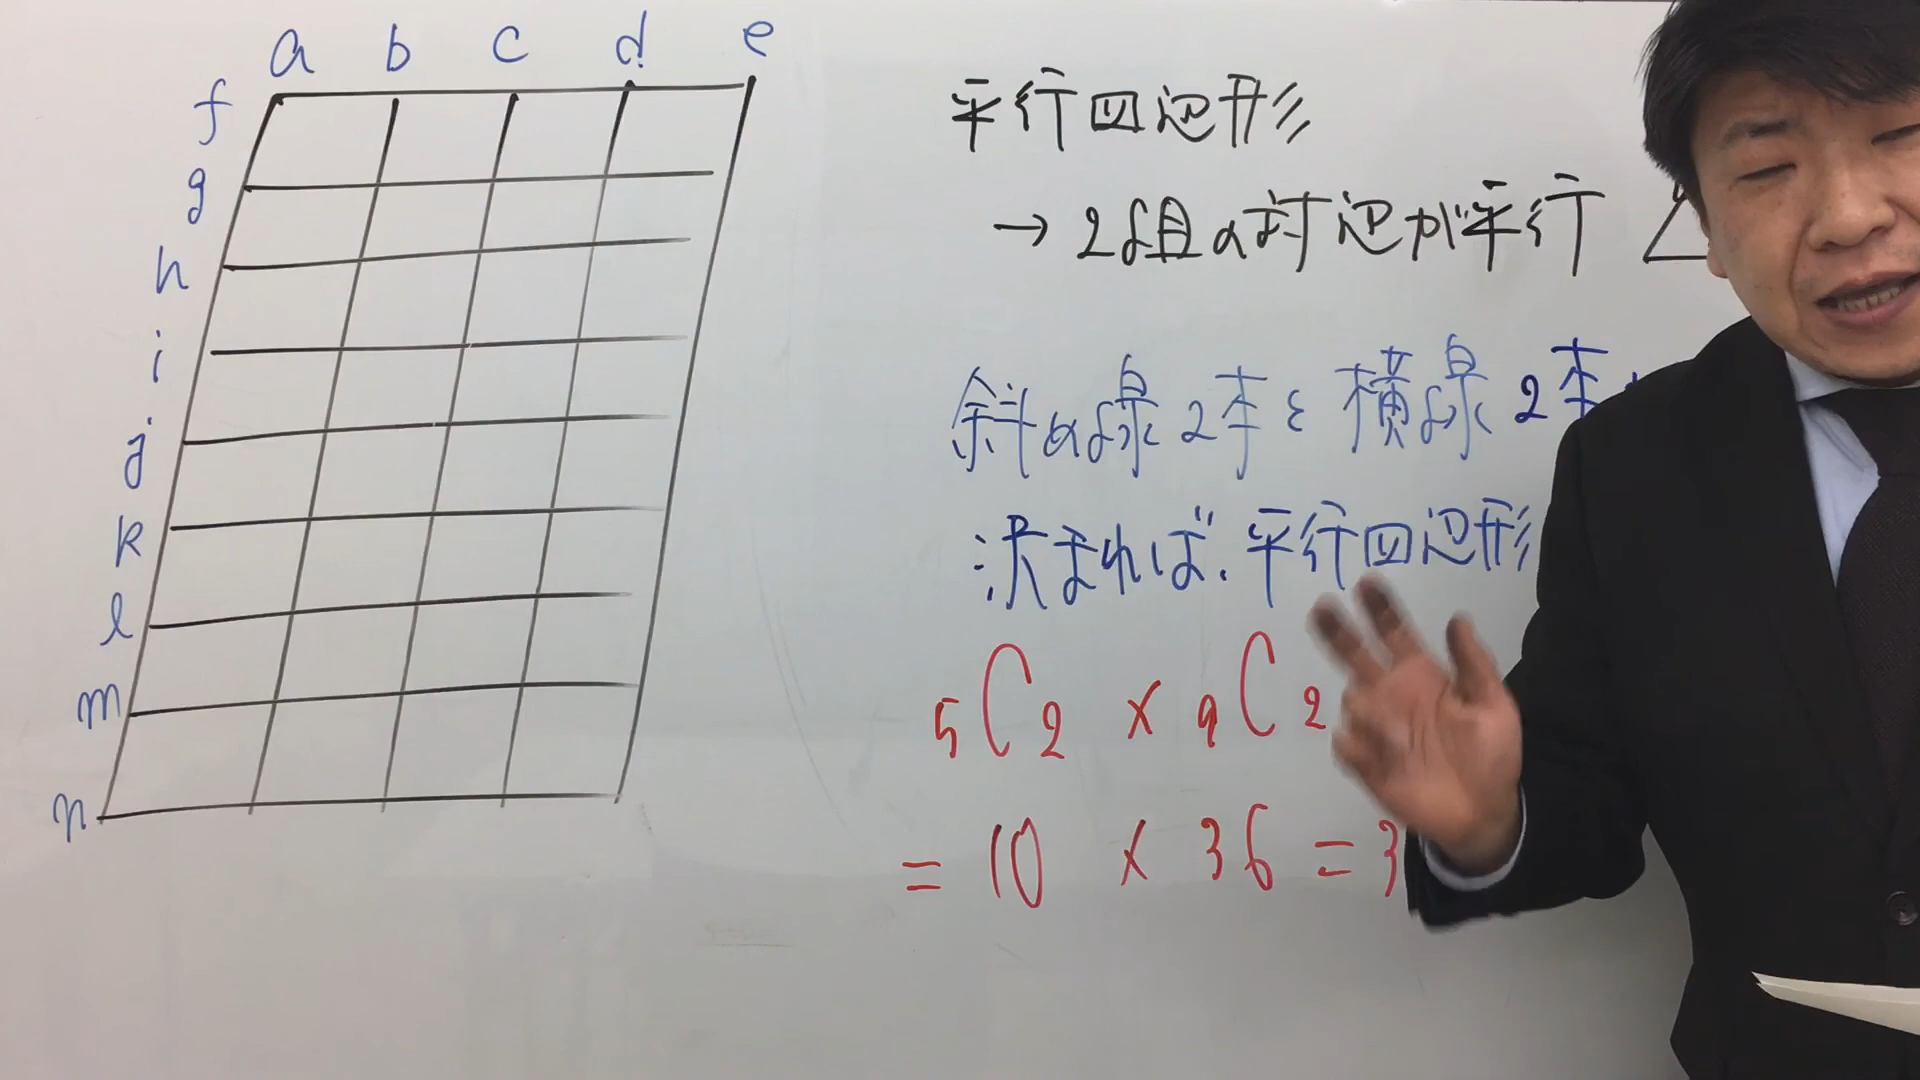 a b c d e
f
g
h
i
j
k
l
m
n
平行四辺形
→ 2組の対辺が平行
斜め線2本と横線2本
決まれば、平行四辺形
₅C₂ × ₉C₂
= 10 × 36 = 3